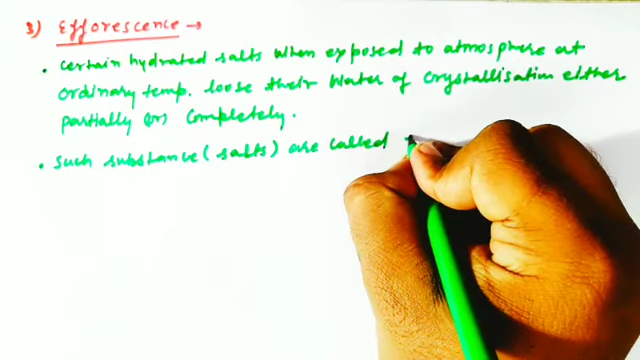 3) Efforescence →
• Certain hydrated salts when exposed to atmosphere at
ordinary temp. loose their water of crystallisation either
partially (or) completely.
• Such substance (salts) are called